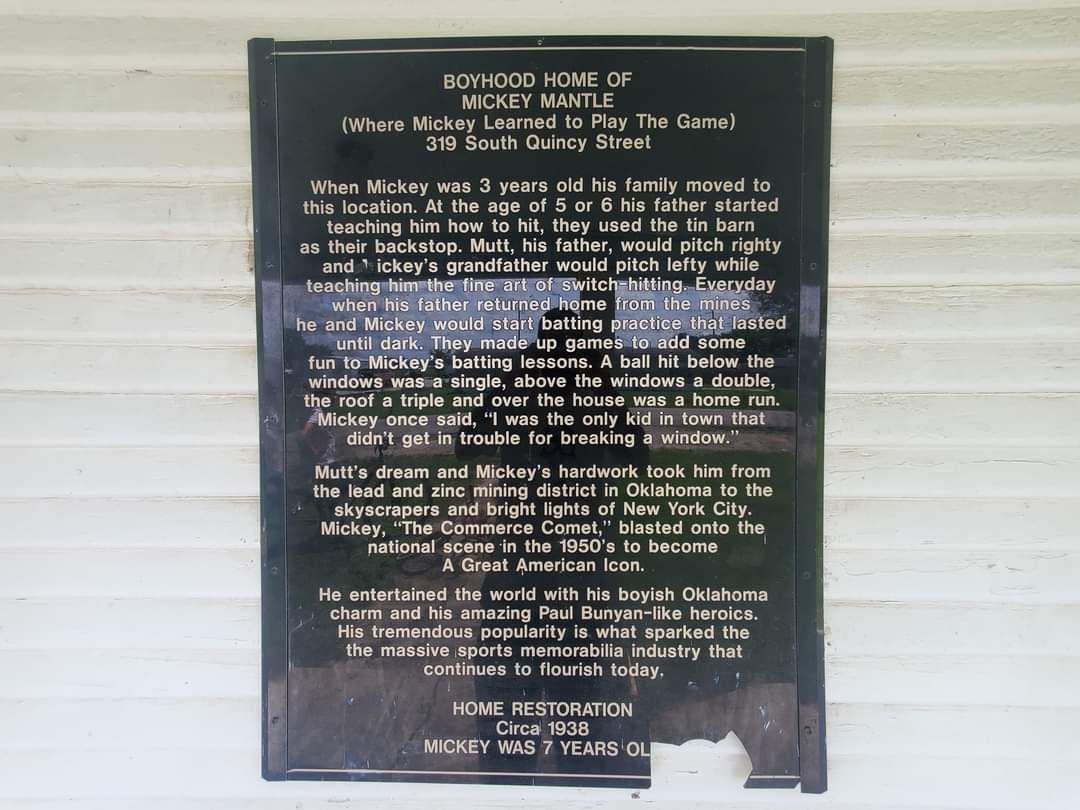 BOYHOOD HOME OF
MICKEY MANTLE
(Where Mickey Learned to Play The Game)
319 South Quincy Street
When Mickey was 3 years old his family moved to
this location. At the age of 5 or 6 his father started
teaching him how to hit, they used the tin barn
as their backstop. Mutt, his father, would pitch righty
and ickey's grandfather would pitch lefty while
teaching him the fine art of switch-hitting. Everyday
when his father returned home from the mines
he and Mickey would start batting practice that lasted
until dark. They made up games to add some
fun to Mickey's batting lessons. A ball hit below the
windows was a single, above the windows a double,
the roof a triple and over the house was a home run.
Mickey once said, "I was the only kid in town that
didn't get in trouble for breaking a window."
Mutt's dream and Mickey's hardwork took him from
the lead and zinc mining district in Oklahoma to the
skyscrapers and bright lights of New York City.
Mickey, "The Commerce Comet," blasted onto the
national scene in the 1950's to become
A Great American Icon.
He entertained the world with his boyish Oklahoma
charm and his amazing Paul Bunyan-like heroics.
His tremendous popularity is what sparked the
the massive sports memorabilia industry that
continues to flourish today.
HOME RESTORATION
Circa 1938
MICKEY WAS 7 YEARS OL